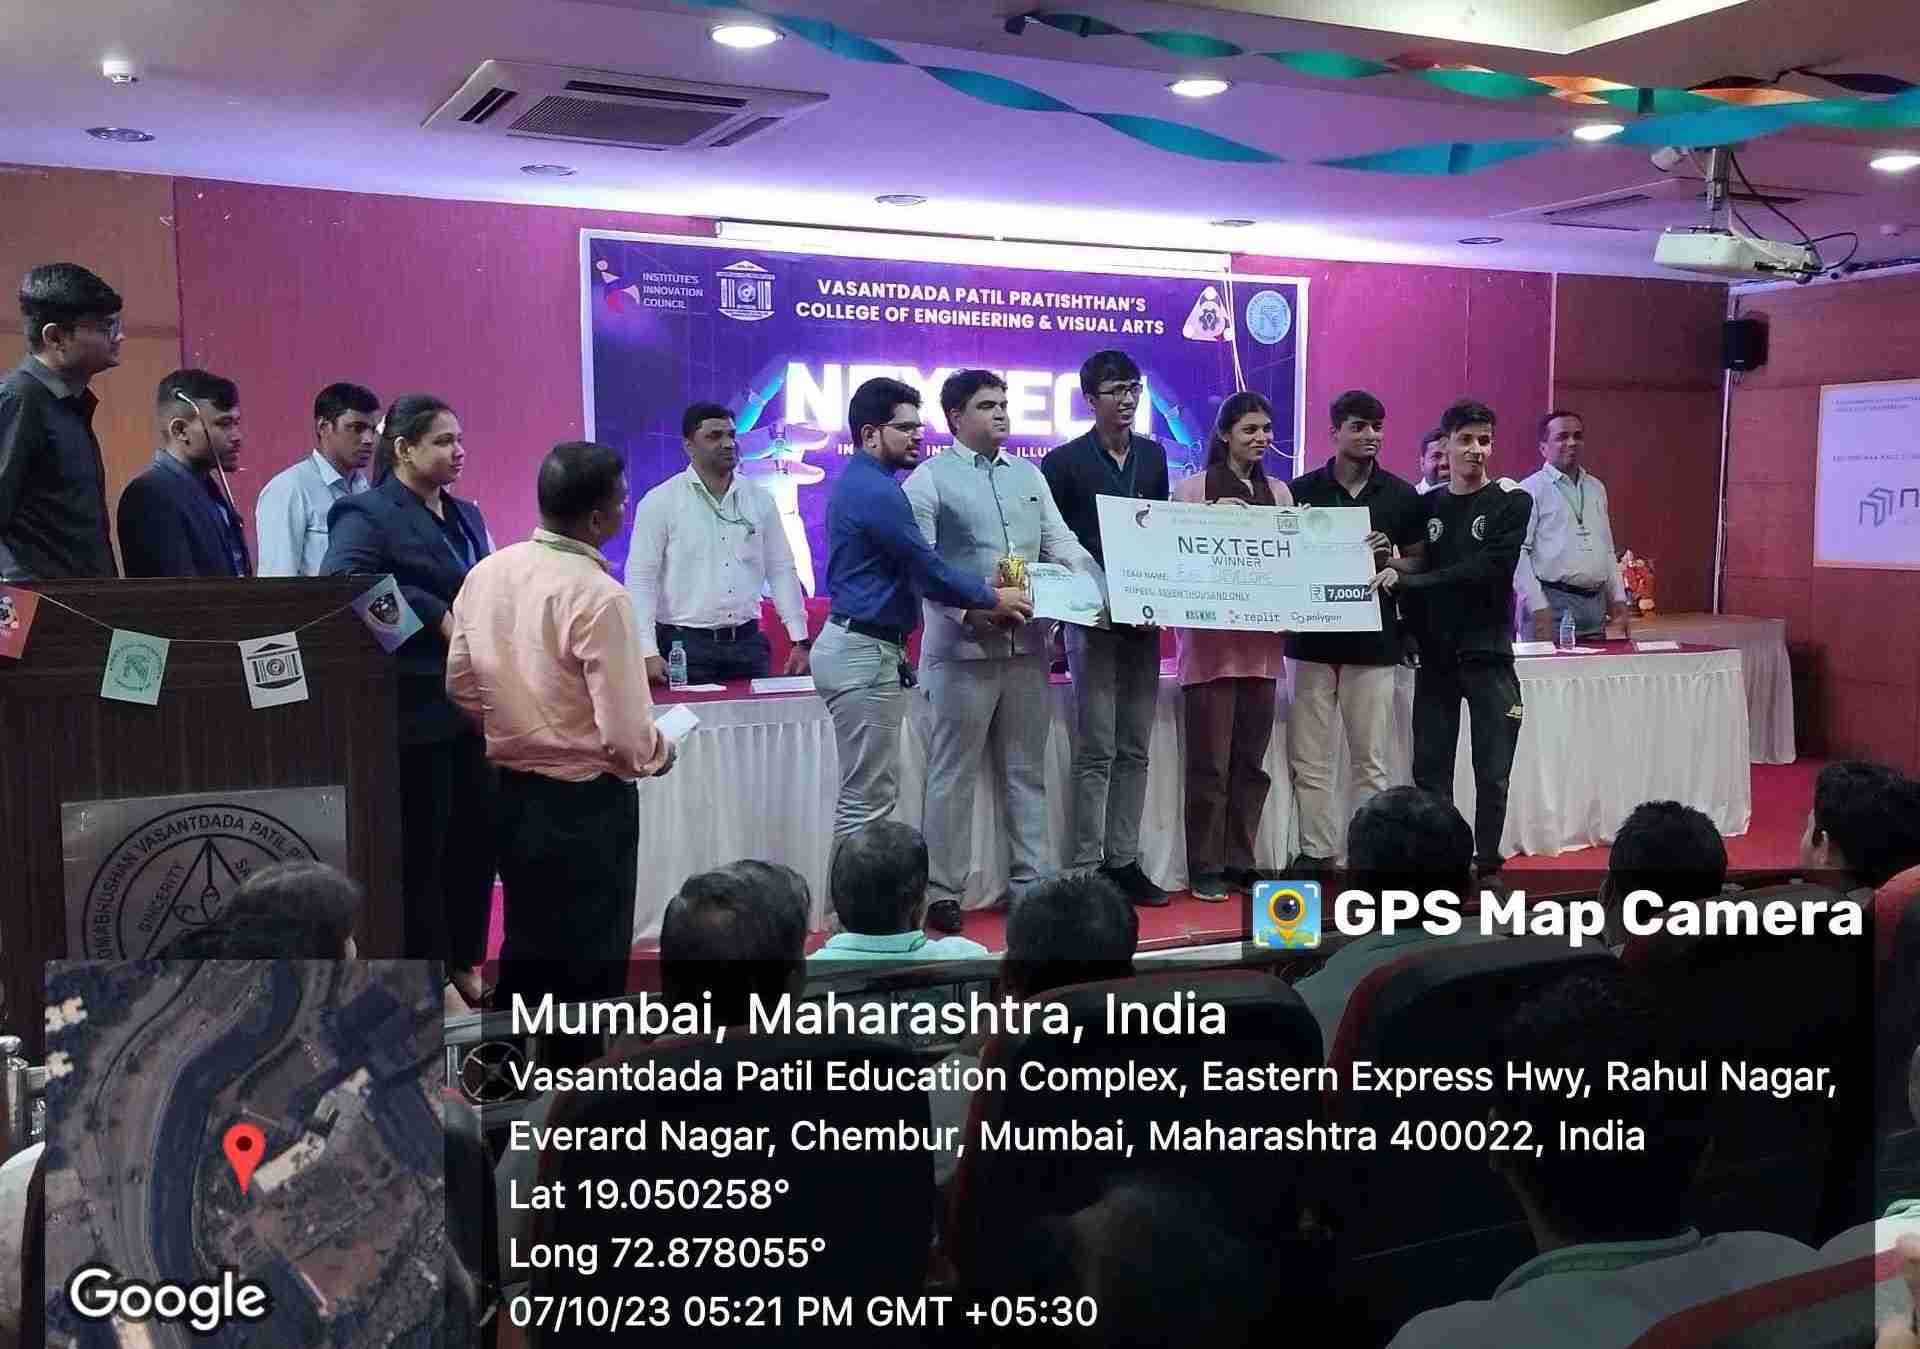 INSTITUTE'S
INNOVATION
COUNCIL
VASANTDADA PATIL PRATISHTHAN'S
COLLEGE OF ENGINEERING & VISUAL ARTS
NEXTECH
NEXTECH
WINNER
TEAM NAME:
RUPEES: SEVEN THOUSAND ONLY
₹ 7,000/-
replit
polygon
VASANTDADA PATIL
SINCERITY
GPS Map Camera
Mumbai, Maharashtra, India
Vasantdada Patil Education Complex, Eastern Express Hwy, Rahul Nagar,
Everard Nagar, Chembur, Mumbai, Maharashtra 400022, India
Lat 19.050258°
Long 72.878055°
07/10/23 05:21 PM GMT +05:30
Google